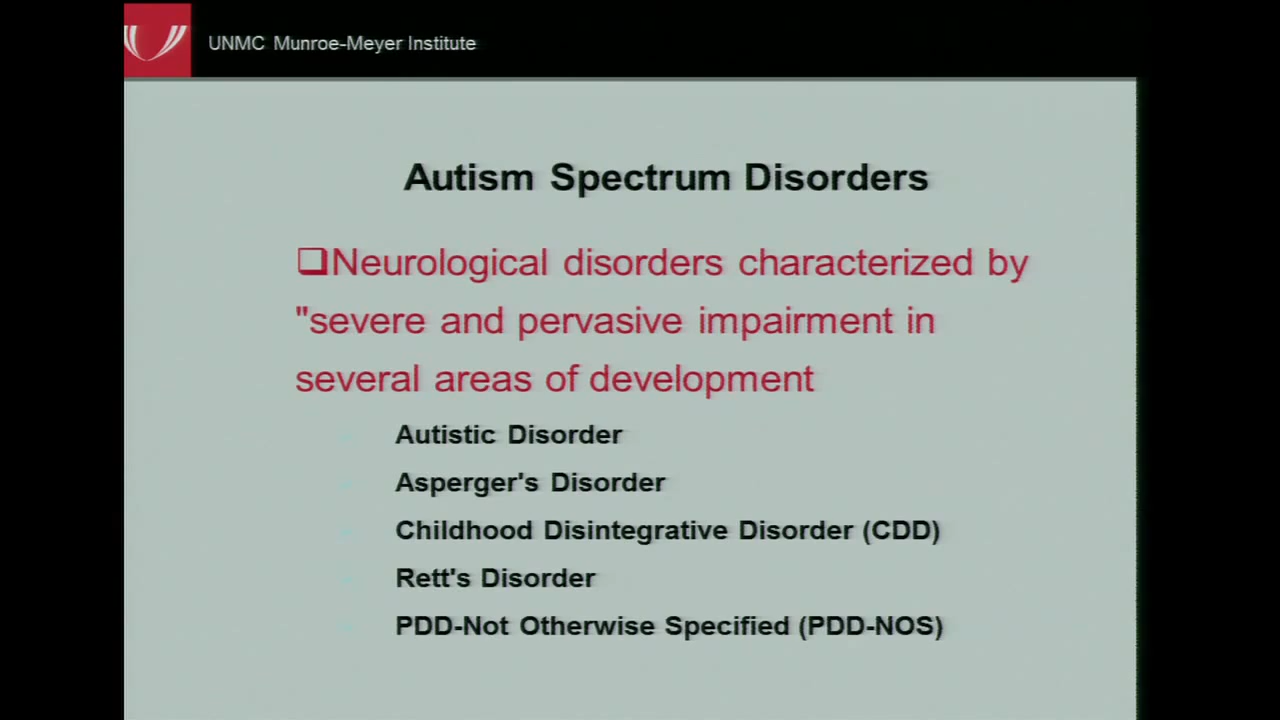 UNMC Munroe-Meyer Institute
Autism Spectrum Disorders
❑Neurological disorders characterized by
"severe and pervasive impairment in
several areas of development
Autistic Disorder
Asperger's Disorder
Childhood Disintegrative Disorder (CDD)
Rett's Disorder
PDD-Not Otherwise Specified (PDD-NOS)